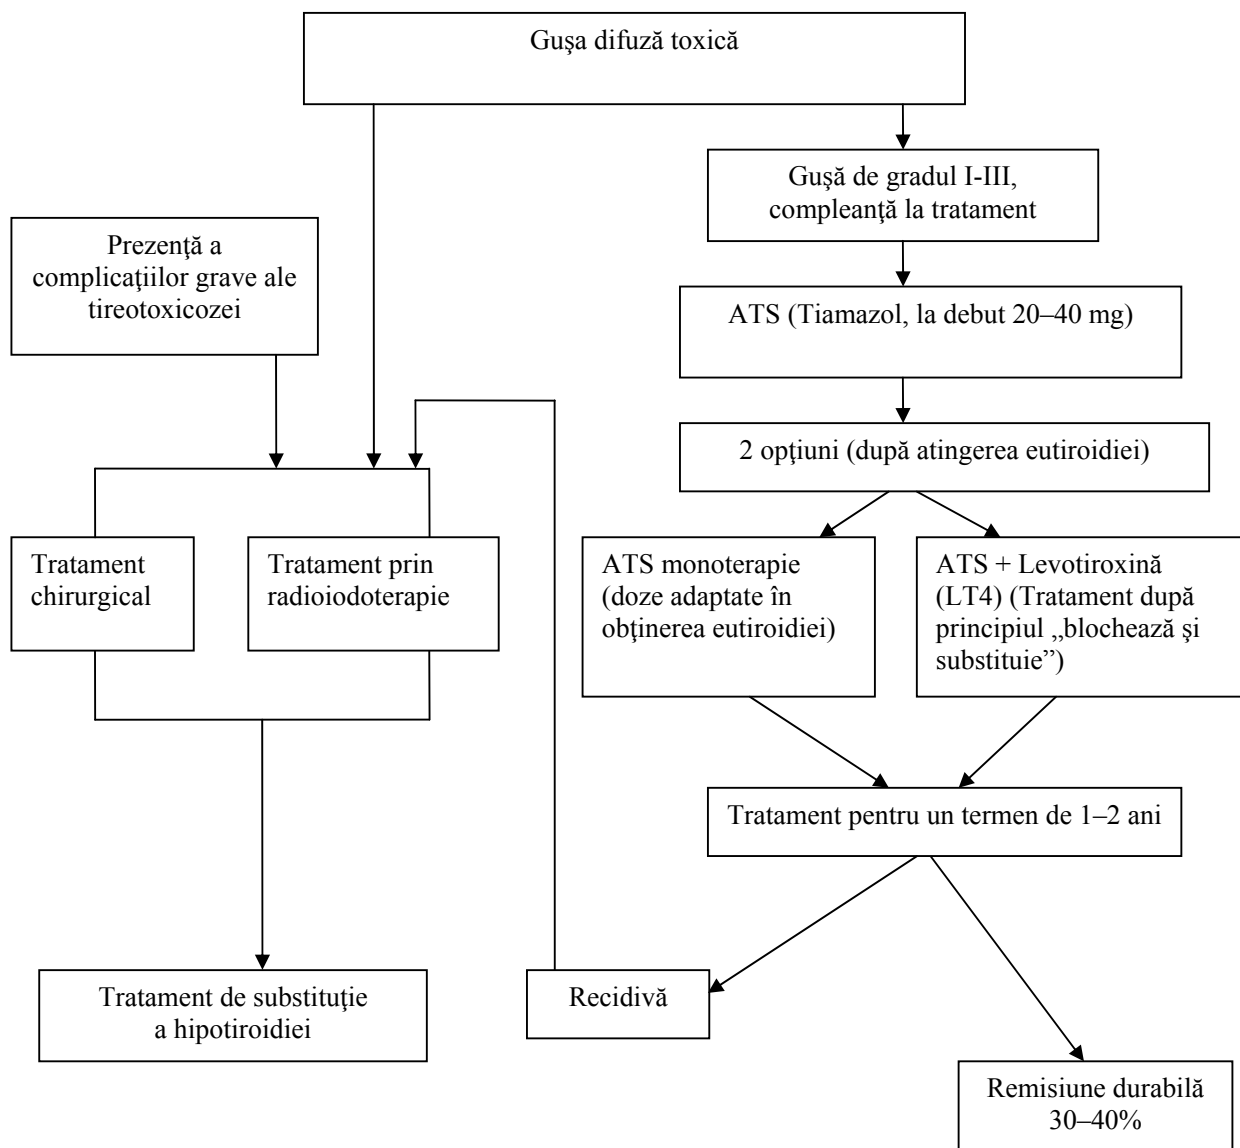 Guşa difuză toxică
Guşă de gradul I-III,
compleanţă la tratament
Prezenţă a
complicaţiilor grave ale
tireotoxicozei
ATS (Tiamazol, la debut 20–40 mg)
2 opţiuni (după atingerea eutiroidiei)
Tratament
chirurgical
Tratament prin
radioiodoterapie
ATS monoterapie
(doze adaptate în
obţinerea eutiroidiei)
ATS + Levotiroxină
(LT4) (Tratament după
principiul „blochează şi
substituie”)
Tratament pentru un termen de 1–2 ani
Tratament de substituţie
a hipotiroidiei
Recidivă
Remisiune durabilă
30–40%